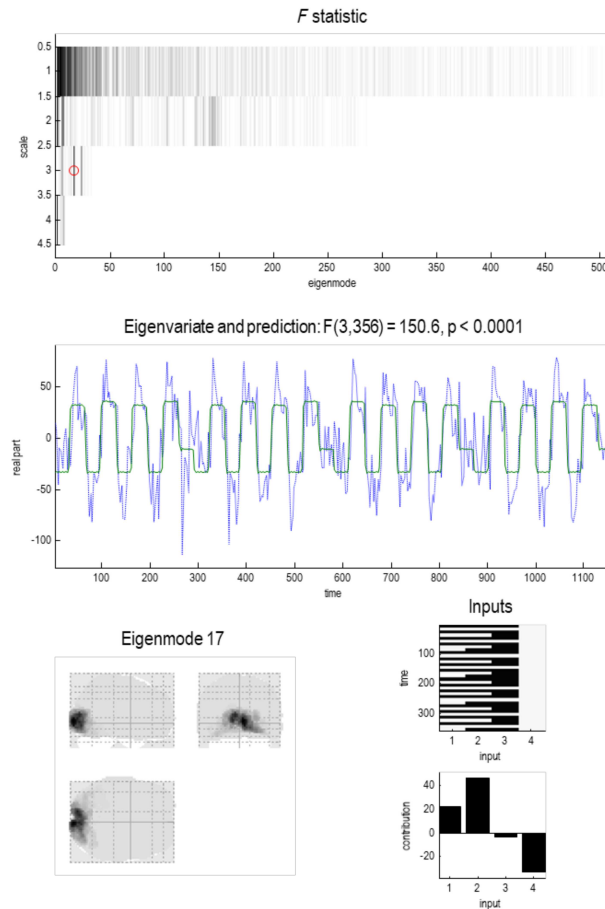 F statistic
0.5
1
1.5
2
2.5
3
3.5
4
4.5
scale
0 50 100 150 200 250 300 350 400 450 500
eigenmode
Eigenvariate and prediction: F(3,356) = 150.6, p < 0.0001
50
0
-50
-100
real part
100 200 300 400 500 600 700 800 900 1000 1100
time
Eigenmode 17
Inputs
100
200
300
time
1 2 3 4
input
40
20
0
-20
contribution
1 2 3 4
input